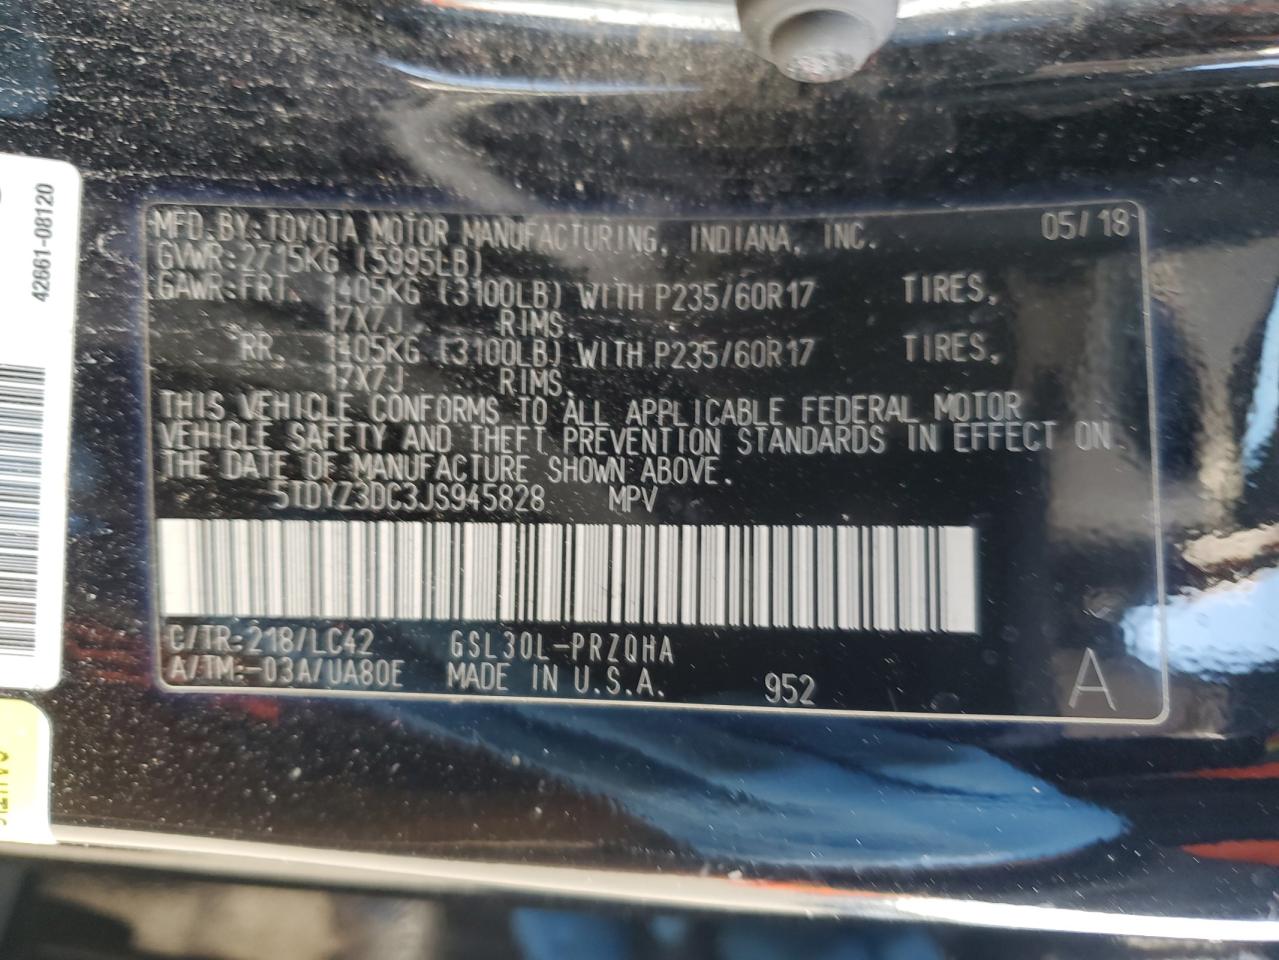 MFD. BY: TOYOTA MOTOR MANUFACTURING, INDIANA, INC. 05/18
GVWR: 2715KG (5995LB)
GAWR: FRT. 1405KG (3100LB) WITH P235/60R17 TIRES,
17X7J RIMS.
RR. 1405KG (3100LB) WITH P235/60R17 TIRES,
17X7J RIMS.
THIS VEHICLE CONFORMS TO ALL APPLICABLE FEDERAL MOTOR
VEHICLE SAFETY AND THEFT PREVENTION STANDARDS IN EFFECT ON
THE DATE OF MANUFACTURE SHOWN ABOVE.
5TDYZ3DC3JS945828 MPV
C/TR: 218/LC42 GSL30L-PRZQHA
A/TM: -03A/UA80E MADE IN U.S.A. 952 A
42661-08120